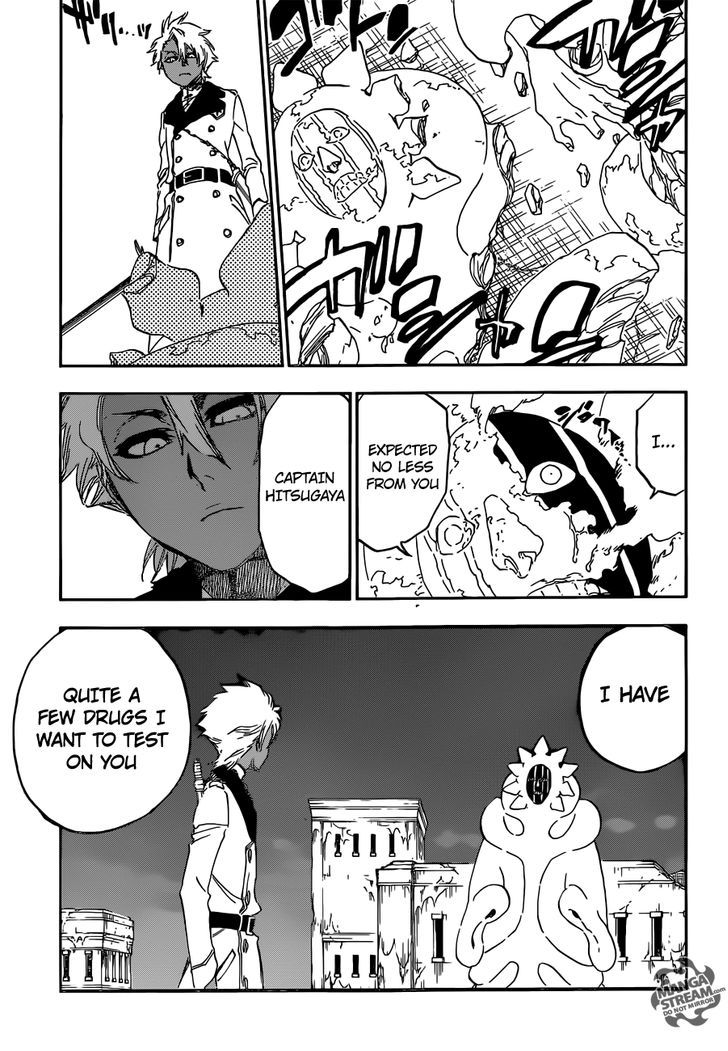 I...
EXPECTED
NO LESS
FROM YOU
CAPTAIN
HITSUGAYA
I HAVE
QUITE A
FEW DRUGS I
WANT TO TEST
ON YOU
MANGA
STREAM.com
DO NOT MIRROR